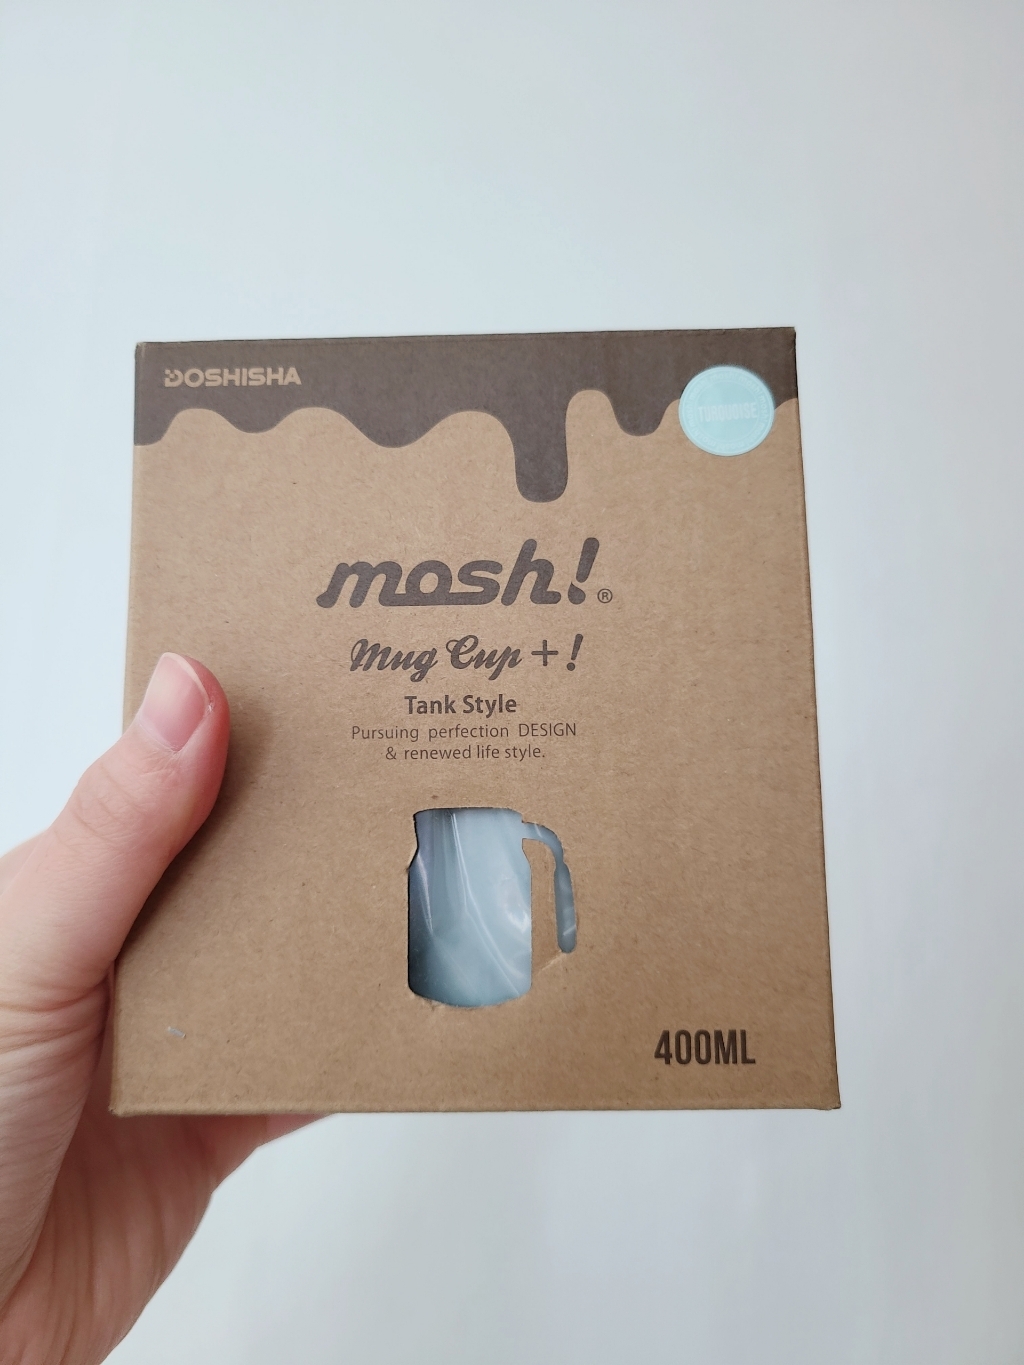 DOSHISHA
TURQUOISE
mosh!®
Mug Cup +!
Tank Style
Pursuing perfection DESIGN
& renewed life style.
400ML